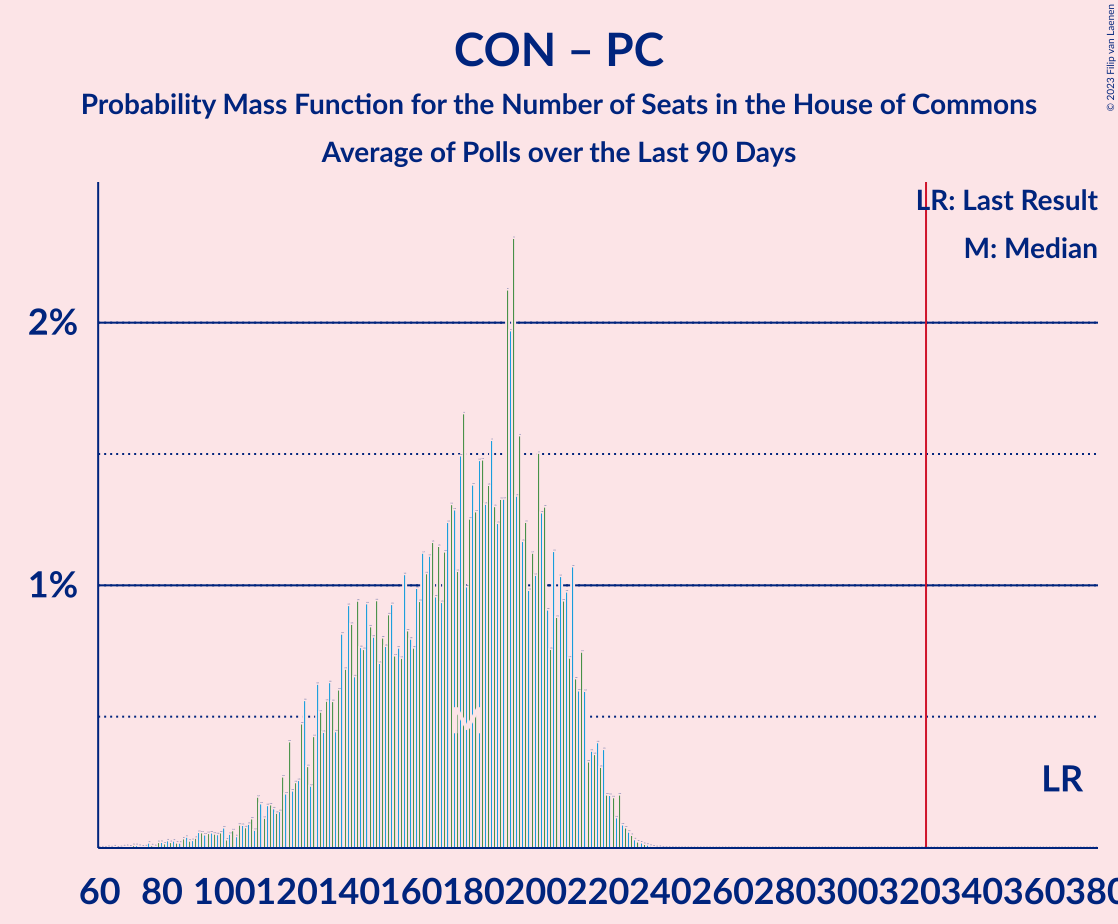 CON – PC
Probability Mass Function for the Number of Seats in the House of Commons
Average of Polls over the Last 90 Days
© 2023 Filip van Laenen
LR: Last Result
M: Median
2%
1%
M
LR
60 80 100 120 140 160 180 200 220 240 260 280 300 320 340 360 380